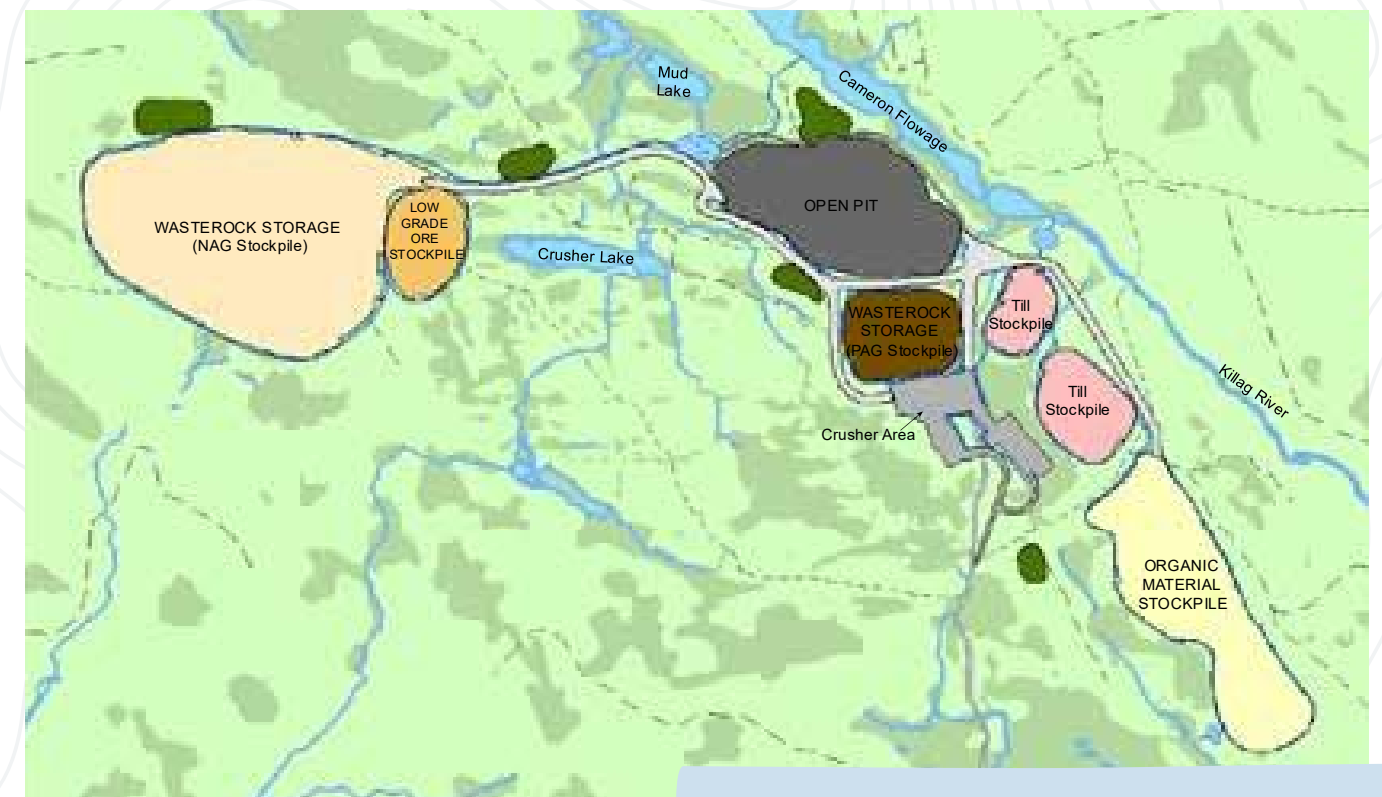 Mud
Lake
Cameron Flowage
OPEN PIT
LOW
GRADE
ORE
STOCKPILE
WASTEROCK STORAGE
(NAG Stockpile)
Crusher Lake
WASTEROCK
STORAGE
(PAG Stockpile)
Till
Stockpile
Till
Stockpile
Killag River
Crusher Area
ORGANIC
MATERIAL
STOCKPILE